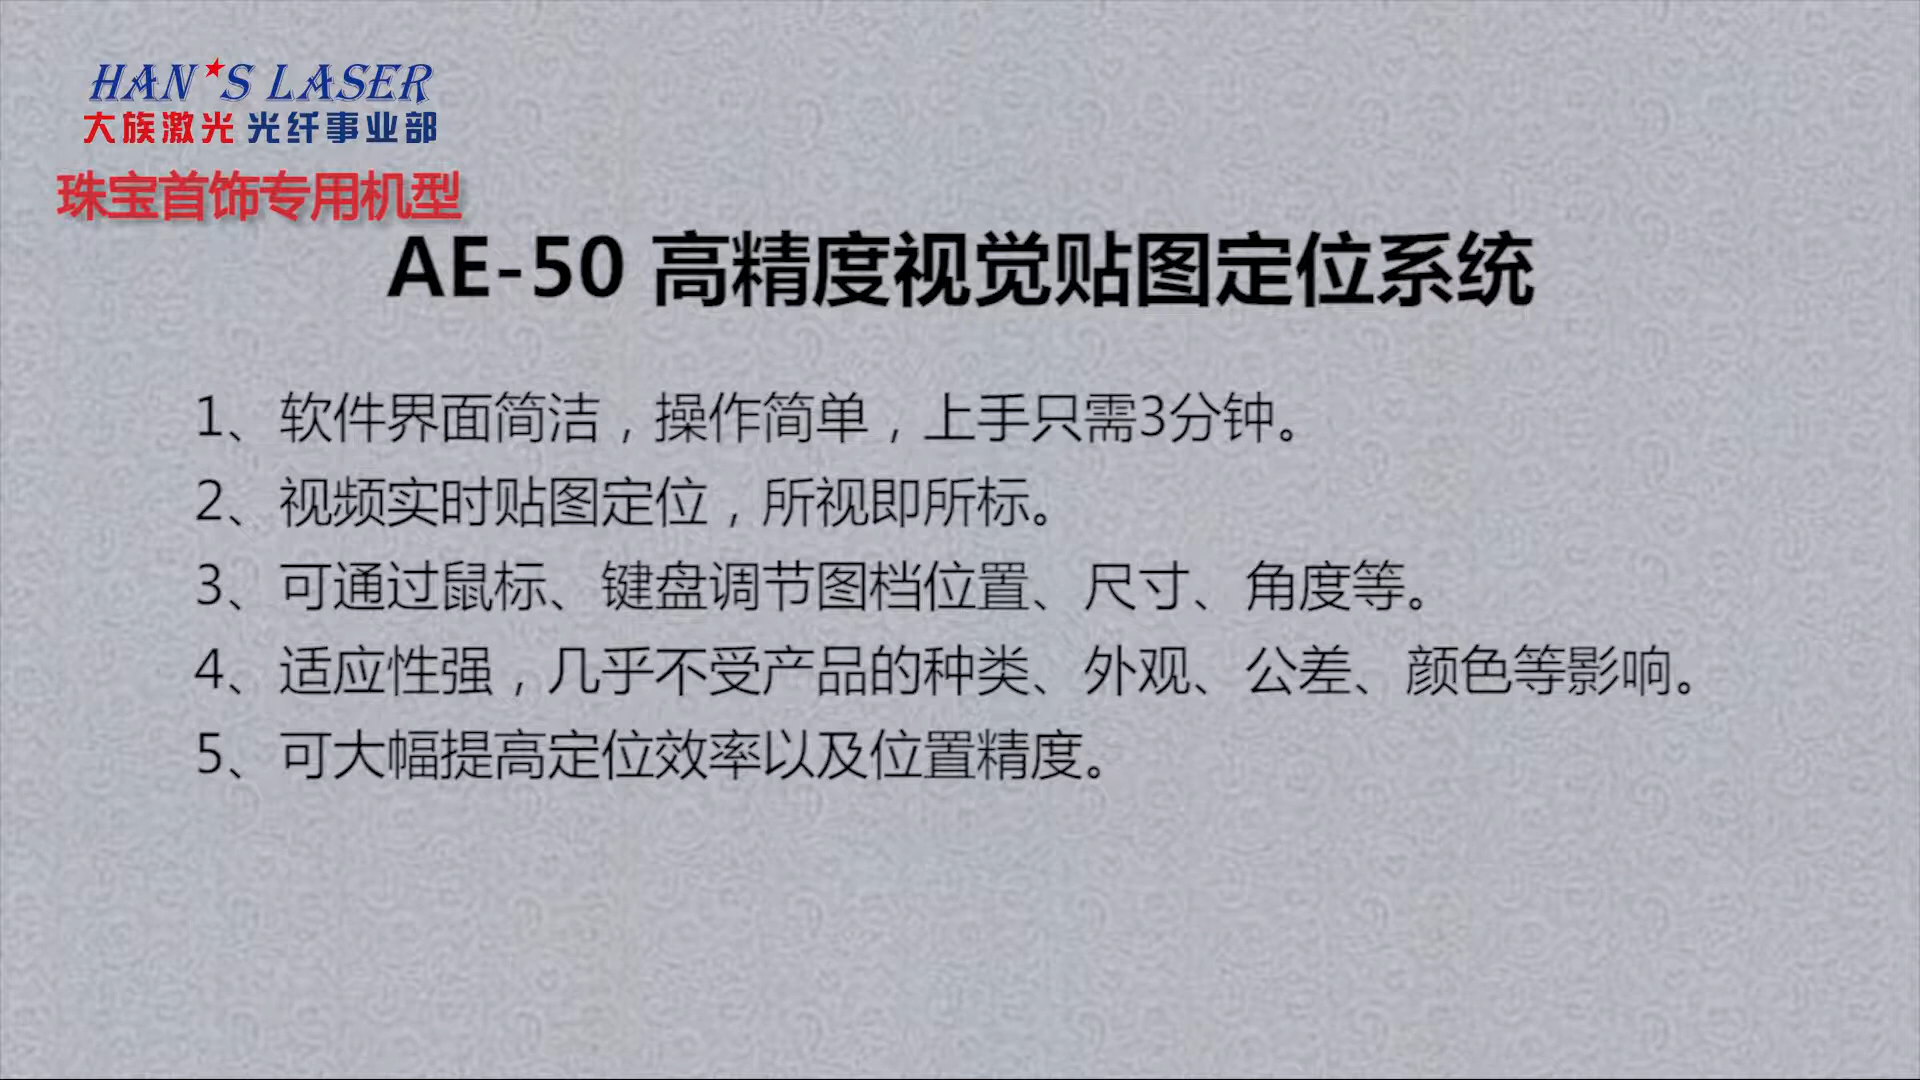 HAN'S LASER
大族激光 光纤事业部
珠宝首饰专用机型
AE-50 高精度视觉贴图定位系统
1、软件界面简洁，操作简单，上手只需3分钟。
2、视频实时贴图定位，所视即所标。
3、可通过鼠标、键盘调节图档位置、尺寸、角度等。
4、适应性强，几乎不受产品的种类、外观、公差、颜色等影响。
5、可大幅提高定位效率以及位置精度。